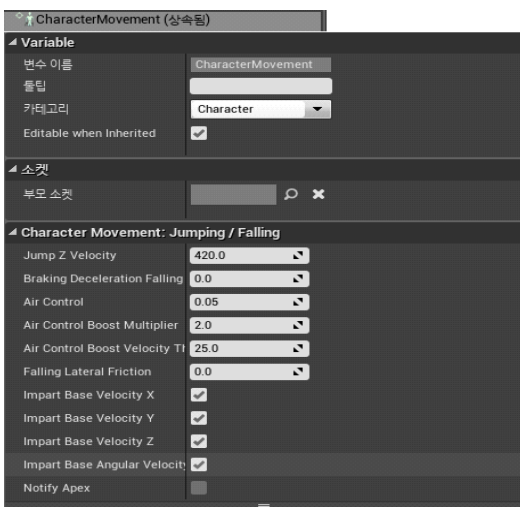 CharacterMovement (상속됨)
Variable
변수 이름 CharacterMovement
툴팁
카테고리 Character
Editable when Inherited
소켓
부모 소켓
Character Movement: Jumping / Falling
Jump Z Velocity 420.0
Braking Deceleration Falling 0.0
Air Control 0.05
Air Control Boost Multiplier 2.0
Air Control Boost Velocity Th 25.0
Falling Lateral Friction 0.0
Impart Base Velocity X
Impart Base Velocity Y
Impart Base Velocity Z
Impart Base Angular Velocity
Notify Apex